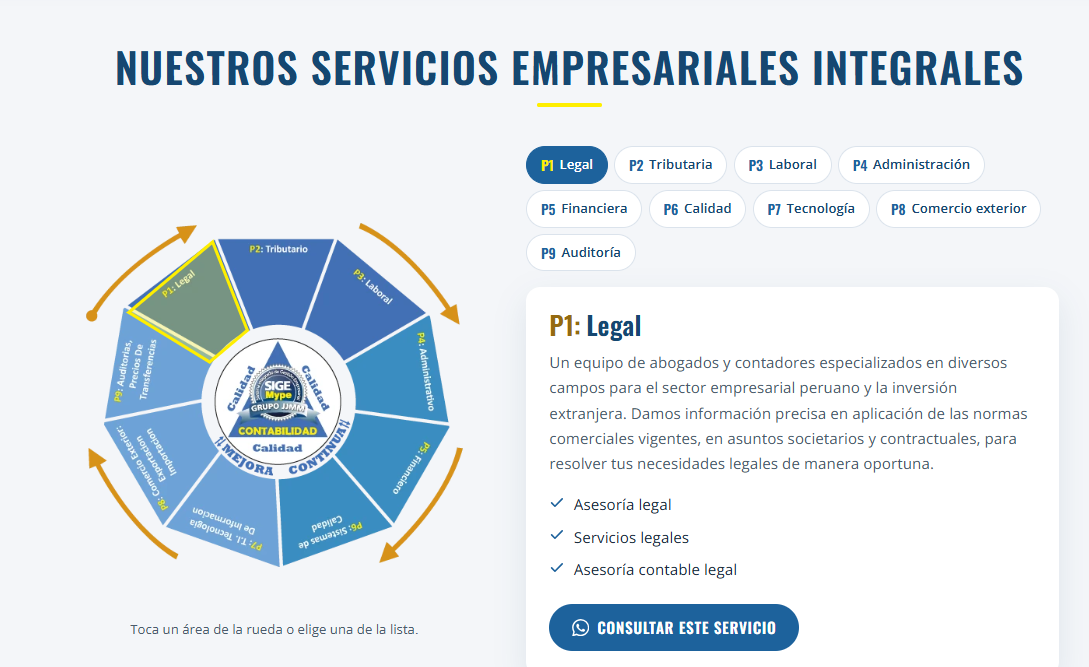 NUESTROS SERVICIOS EMPRESARIALES INTEGRALES
P1 Legal
P2 Tributaria
P3 Laboral
P4 Administración
P5 Financiera
P6 Calidad
P7 Tecnología
P8 Comercio exterior
P9 Auditoría
P1: Legal
P2: Tributario
P3: Laboral
P4: Administrativo
P5: Financiero
P6: Sistemas de
Calidad
P7: T.I. Tecnología
De Informacion
P8: Comercio Exterior:
Exportacion
Importacion
P9: Auditorias,
Precios De
Transferencias
Calidad
Calidad
SIGE
Mype
GRUPO JJMM
CONTABILIDAD
Calidad
¡¡MEJORA CONTINUA!!
Toca un área de la rueda o elige una de la lista.
P1: Legal
Un equipo de abogados y contadores especializados en diversos
campos para el sector empresarial peruano y la inversión
extranjera. Damos información precisa en aplicación de las normas
comerciales vigentes, en asuntos societarios y contractuales, para
resolver tus necesidades legales de manera oportuna.
Asesoría legal
Servicios legales
Asesoría contable legal
CONSULTAR ESTE SERVICIO